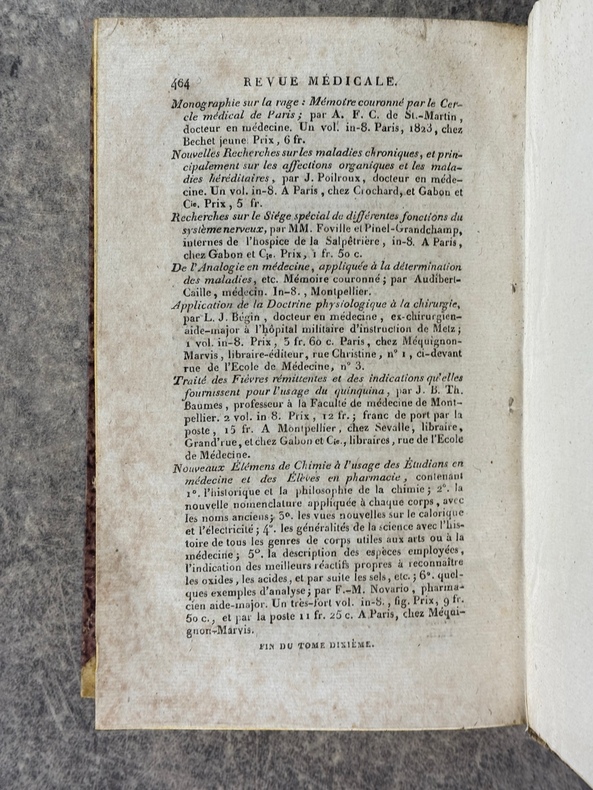 464 REVUE MÉDICALE.
Monographie sur la rage : Mémoire couronné par le Cer-
cle médical de Paris ; par A. F. C. de St.-Martin,
docteur en médecine. Un vol. in-8. Paris, 1823, chez
Bechet jeune. Prix, 6 fr.
Nouvelles Recherches sur les maladies chroniques, et prin-
cipalement sur les affections organiques et les mala-
dies héréditaires, par J. Poilroux, docteur en méde-
cine. Un vol. in-8. A Paris, chez Crochard, et Gabon et
Cie. Prix, 5 fr.
Recherches sur le Siége spécial de différentes fonctions du
système nerveux, par MM. Foville et Pinel-Grandchamp,
internes de l'hospice de la Salpêtrière, in-8. A Paris,
chez Gabon et Cie. Prix, 1 fr. 50 c.
De l'Analogie en médecine, appliquée à la détermination
des maladies, etc. Mémoire couronné ; par Audibert-
Caille, médecin. In-8., Montpellier.
Application de la Doctrine physiologique à la chirurgie,
par L. J. Bégin, docteur en médecine, ex-chirurgien-
aide-major à l'hôpital militaire d'instruction de Metz ;
1 vol. in-8. Prix, 3 fr. 60 c. Paris, chez Méquignon-
Marvis, libraire-éditeur, rue Christine, n° 1, ci-devant
rue de l'Ecole de Médecine, n° 3.
Traité des Fièvres rémittentes et des indications qu'elles
fournissent pour l'usage du quinquina, par J. B. Th.
Baumes, professeur à la Faculté de médecine de Mont-
pellier. 2 vol. in 8. Prix, 12 fr. ; franc de port par la
poste, 15 fr. A Montpellier, chez Sevalle, libraire,
Grand'rue, et chez Gabon et Cie., libraires, rue de l'Ecole
de Médecine.
Nouveaux Élémens de Chimie à l'usage des Étudians en
médecine et des Élèves en pharmacie, contenant
1°. l'historique et la philosophie de la chimie ; 2°. la
nouvelle nomenclature appliquée à chaque corps, avec
les noms anciens ; 3°. les vues nouvelles sur le calorique
et l'électricité ; 4°. les généralités de la science avec l'his-
toire de tous les genres de corps utiles aux arts ou à la
médecine ; 5°. la description des espèces employées,
l'indication des meilleurs réactifs propres à reconnaître
les oxides, les acides, et par suite les sels, etc. ; 6°. quel-
ques exemples d'analyse ; par F.-M. Novario, pharma-
cien aide-major. Un très-fort vol. in-8., fig. Prix, 9 fr.
50 c., et par la poste 11 fr. 25 c. A Paris, chez Méqui-
gnon-Marvis.
FIN DU TOME DIXIÈME.